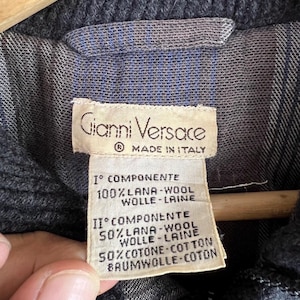 Gianni Versace
® MADE IN ITALY
I° COMPONENTE
100% LANA-WOOL
WOLLE-LAINE
II° COMPONENTE
50% LANA-WOOL
WOLLE-LAINE
50% COTONE-COTTON
BAUMWOLLE-COTON